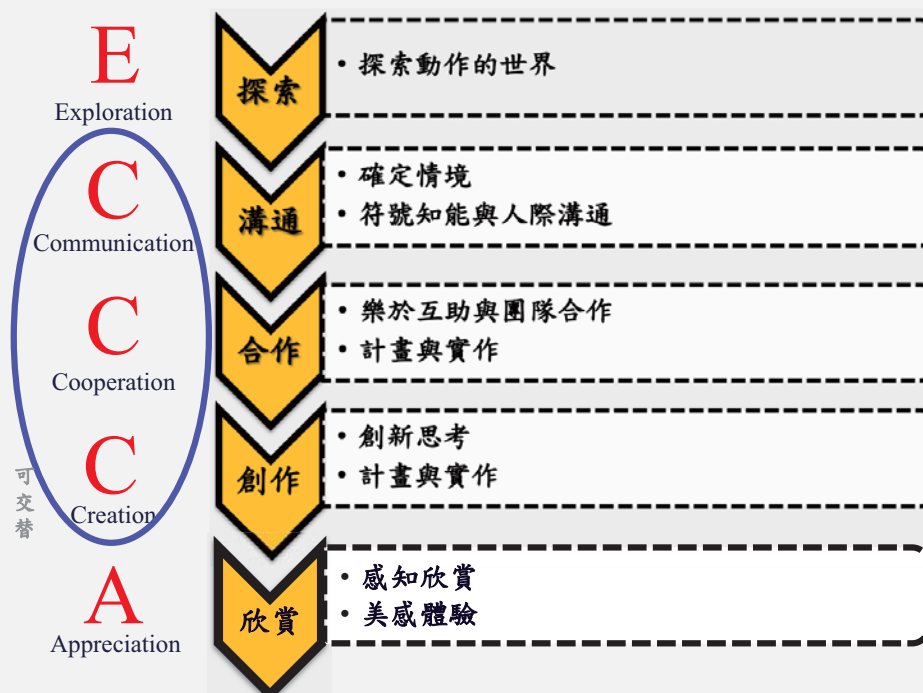 E
Exploration
探索
• 探索動作的世界
C
Communication
溝通
• 確定情境
• 符號知能與人際溝通
C
Cooperation
合作
• 樂於互助與團隊合作
• 計畫與實作
C
Creation
可交替
創作
• 創新思考
• 計畫與實作
A
Appreciation
欣賞
• 感知欣賞
• 美感體驗